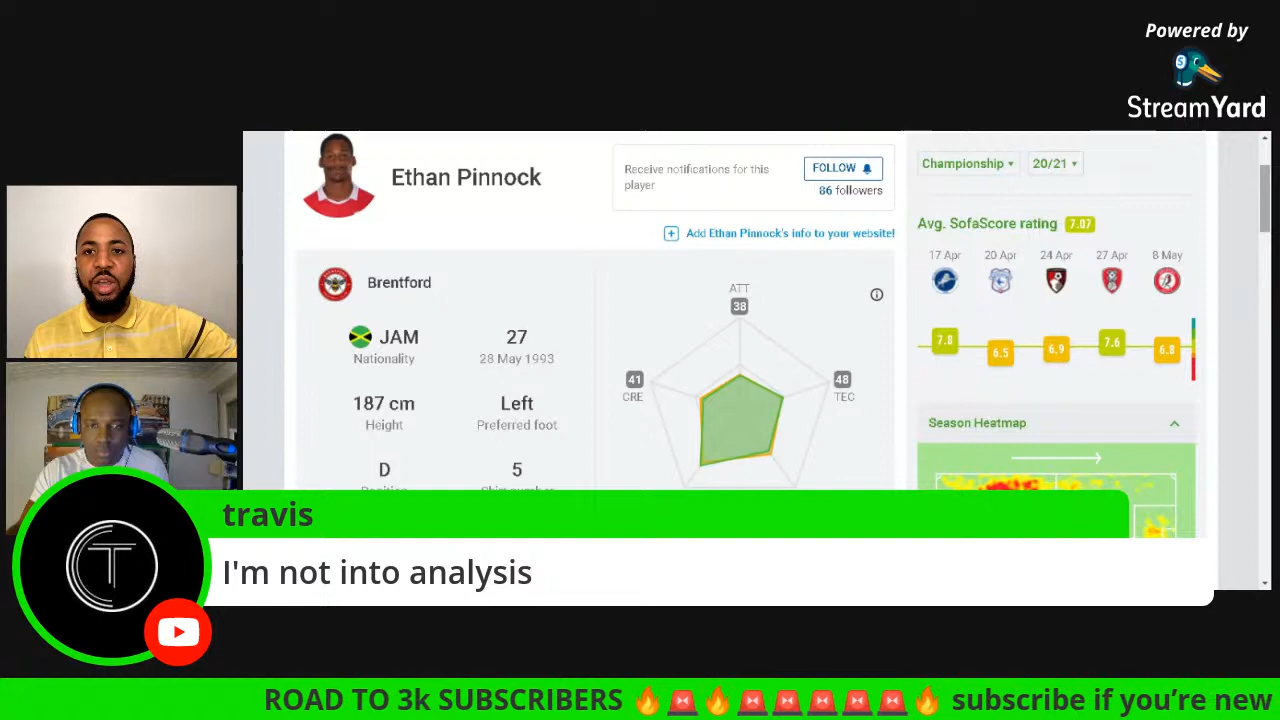 Powered by
StreamYard
Ethan Pinnock
Receive notifications for this
player
FOLLOW
86 followers
Add Ethan Pinnock's info to your website!
Brentford
JAM
27
Nationality
28 May 1993
187 cm
Left
Height
Preferred foot
D
5
Position
Shirt number
ATT
38
41
CRE
48
TEC
Championship
20/21
Avg. SofaScore rating 7.07
17 Apr 20 Apr 24 Apr 27 Apr 8 May
7.8 6.5 6.9 7.6 6.8
Season Heatmap
travis
I'm not into analysis
T
ROAD TO 3k SUBSCRIBERS 🔥🚨🔥🚨🚨🚨🚨🚨🔥 subscribe if you’re new